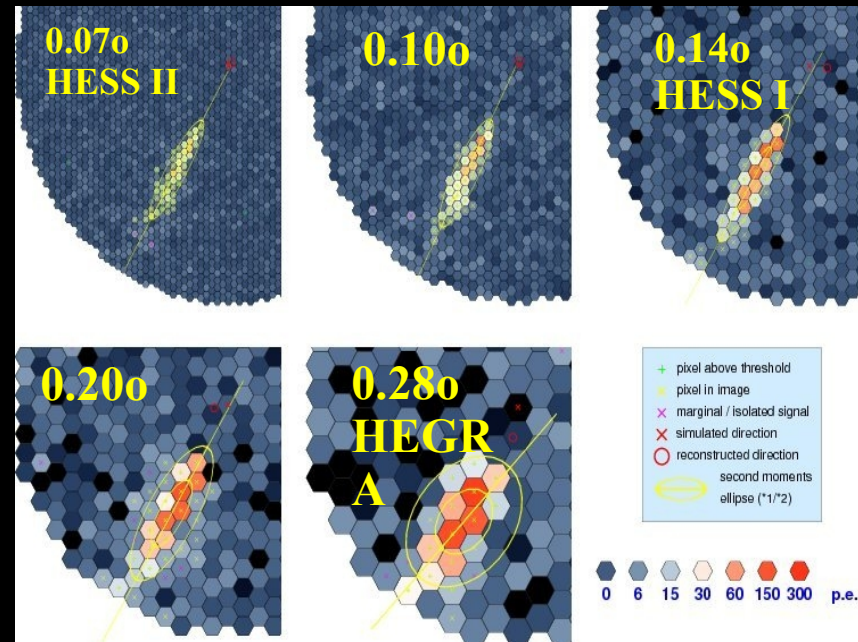 0.07o
HESS II
0.10o
0.14o
HESS I
0.20o
0.28o
HEGR
A
pixel above threshold
pixel in image
marginal / isolated signal
simulated direction
reconstructed direction
second moments
ellipse (*1/*2)
0 6 15 30 60 150 300 p.e.